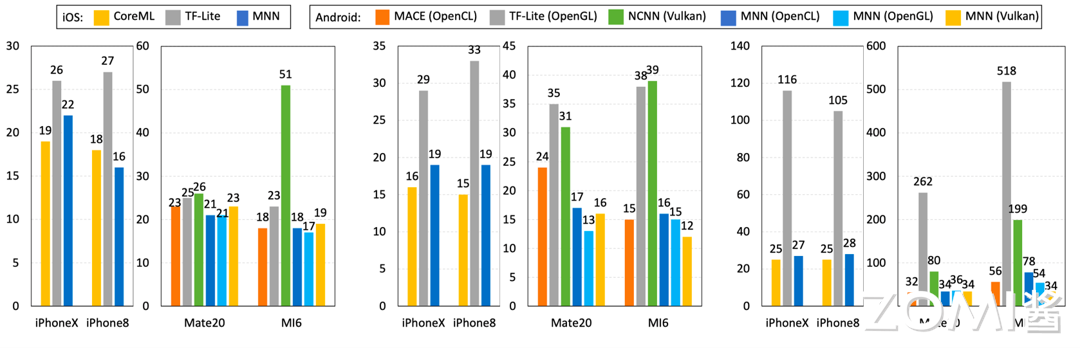 iOS: CoreML TF-Lite MNN
Android: MACE (OpenCL) TF-Lite (OpenGL) NCNN (Vulkan) MNN (OpenCL) MNN (OpenGL) MNN (Vulkan)
30
25
20
15
10
5
0
19 26 22
18 27 16
iPhoneX iPhone8
60
50
40
30
20
10
0
23 25 26 21 21 23
18 23 51 18 17 19
Mate20 MI6
35
30
25
20
15
10
5
0
16 29 19
15 33 19
iPhoneX iPhone8
45
40
35
30
25
20
15
10
5
0
24 35 31 17 13 16
15 38 39 16 15 12
Mate20 MI6
140
120
100
80
60
40
20
0
25 116 27
25 105 28
iPhoneX iPhone8
600
500
400
300
200
100
0
32 262 80 34 36 34
56 518 199 78 54 34
ZOMI酱